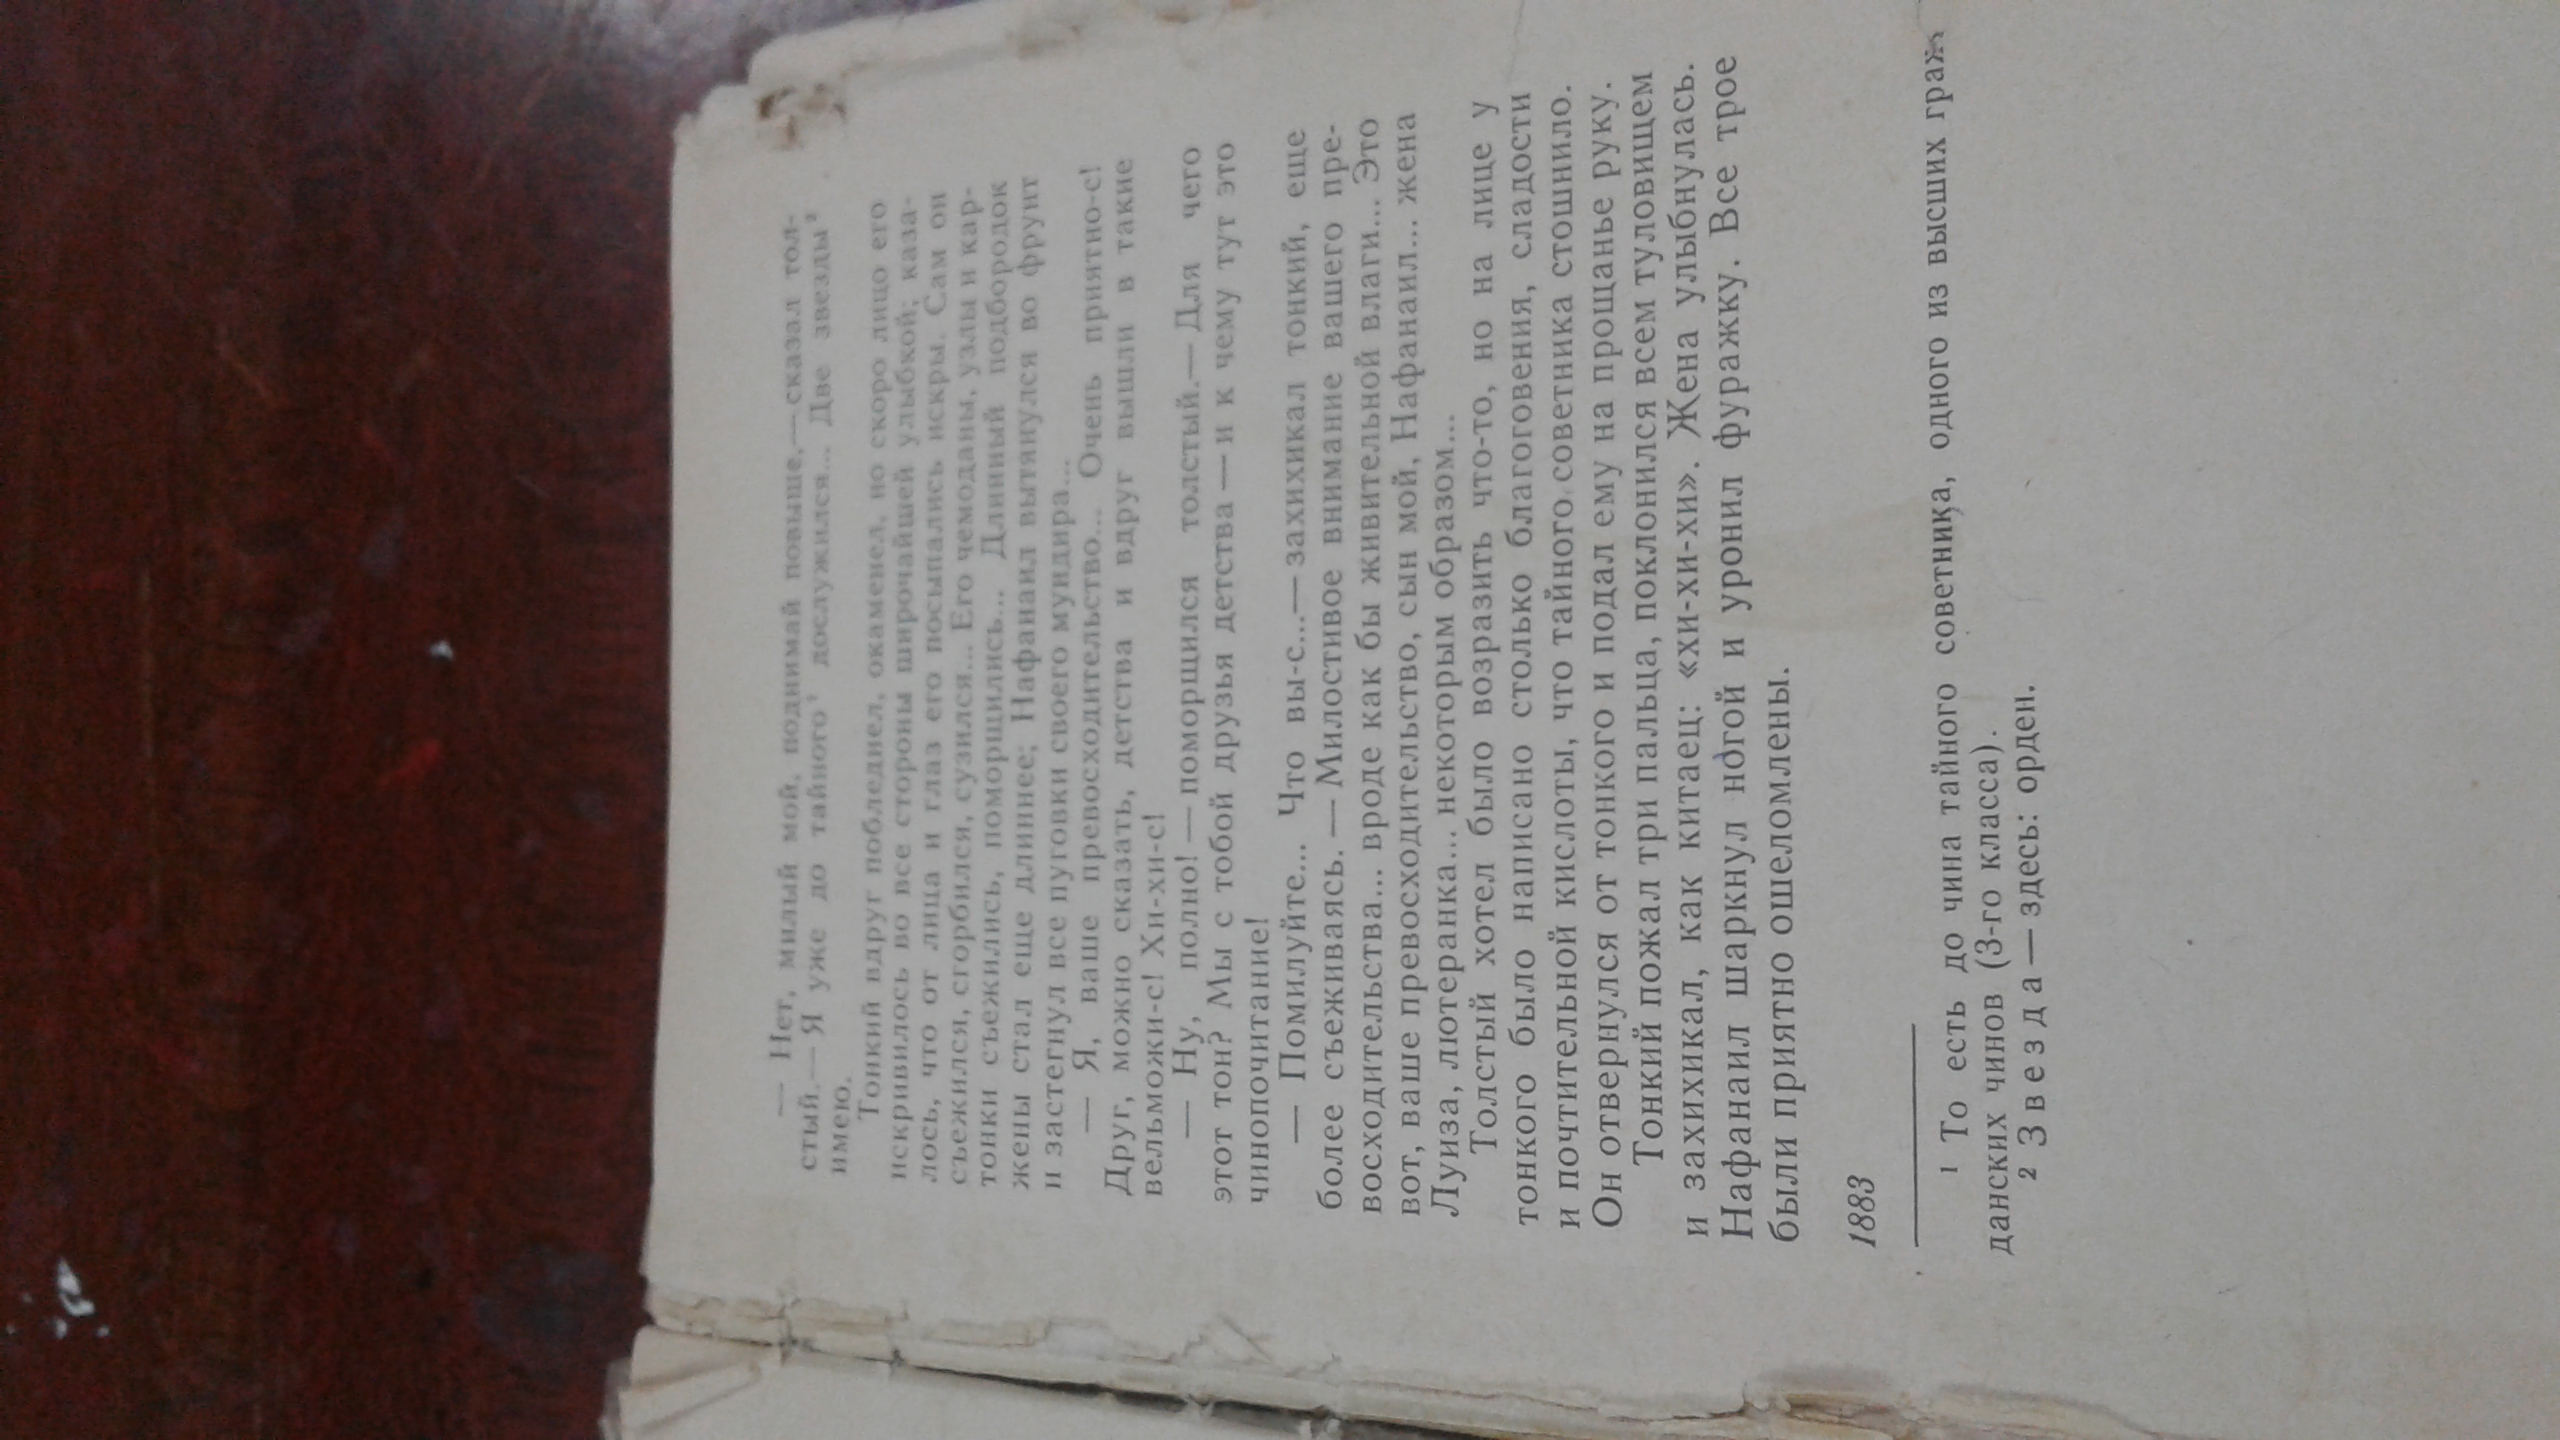 — Нет, милый мой, поднимай повыше,—сказал тол-
стый.—Я уже до тайного¹ дослужился... Две звезды²
имею.
Тонкий вдруг побледнел, окаменел, но скоро лицо его
искривилось во все стороны широчайшей улыбкой; каза-
лось, что от лица и глаз его посыпались искры. Сам он
съежился, сгорбился, сузился... Его чемоданы, узлы и кар-
тонки съежились, поморщились... Длинный подбородок
жены стал еще длиннее; Нафанаил вытянулся во фрунт
и застегнул все пуговки своего мундира...
— Я, ваше превосходительство... Очень приятно-с!
Друг, можно сказать, детства и вдруг вышли в такие
вельможи-с! Хи-хи-с!
— Ну, полно! — поморщился толстый.— Для чего
этот тон? Мы с тобой друзья детства — и к чему тут это
чинопочитание!
— Помилуйте... Что вы-с...— захихикал тонкий, еще
более съеживаясь. — Милостивое внимание вашего пре-
восходительства... вроде как бы живительной влаги... Это
вот, ваше превосходительство, сын мой, Нафанаил... жена
Луиза, лютеранка... некоторым образом...
Толстый хотел было возразить что-то, но на лице у
тонкого было написано столько благоговения, сладости
и почтительной кислоты, что тайного советника стошнило.
Он отвернулся от тонкого и подал ему на прощанье руку.
Тонкий пожал три пальца, поклонился всем туловищем
и захихикал, как китаец: «хи-хи-хи». Жена улыбнулась.
Нафанаил шаркнул ногой и уронил фуражку. Все трое
были приятно ошеломлены.
1883
¹ То есть до чина тайного советника, одного из высших граж
данских чинов (3-го класса).
² Звезда — здесь: орден.